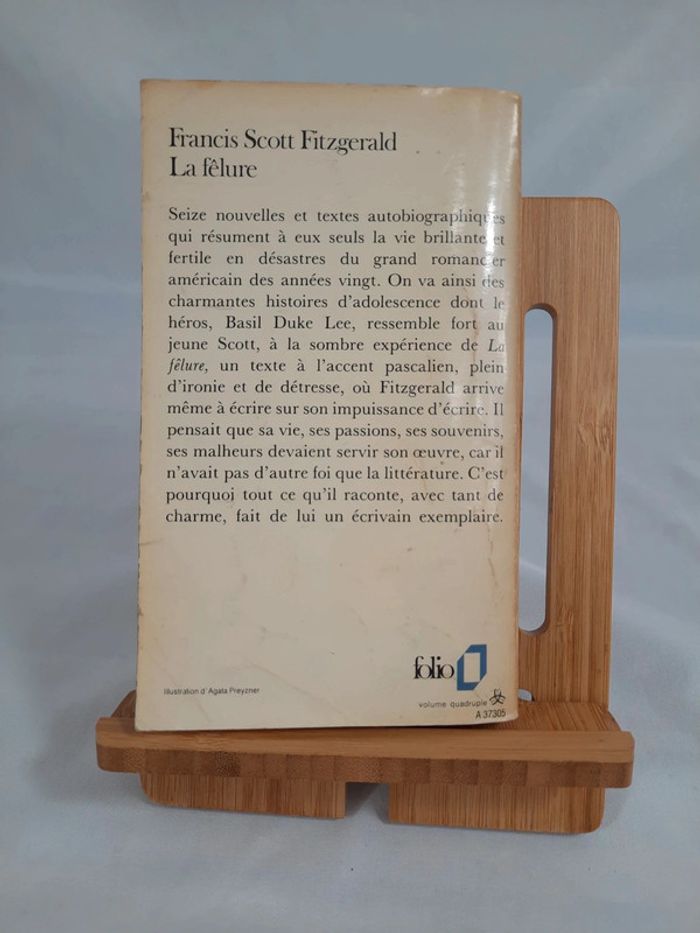 Francis Scott Fitzgerald
La fêlure
Seize nouvelles et textes autobiographiques
qui résument à eux seuls la vie brillante et
fertile en désastres du grand romancier
américain des années vingt. On va ainsi des
charmantes histoires d'adolescence dont le
héros, Basil Duke Lee, ressemble fort au
jeune Scott, à la sombre expérience de La
fêlure, un texte à l'accent pascalien, plein
d'ironie et de détresse, où Fitzgerald arrive
même à écrire sur son impuissance d'écrire. Il
pensait que sa vie, ses passions, ses souvenirs,
ses malheurs devaient servir son œuvre, car il
n'avait pas d'autre foi que la littérature. C'est
pourquoi tout ce qu'il raconte, avec tant de
charme, fait de lui un écrivain exemplaire.
folio
Illustration d'Agata Preyzner
volume quadruple
A 37305